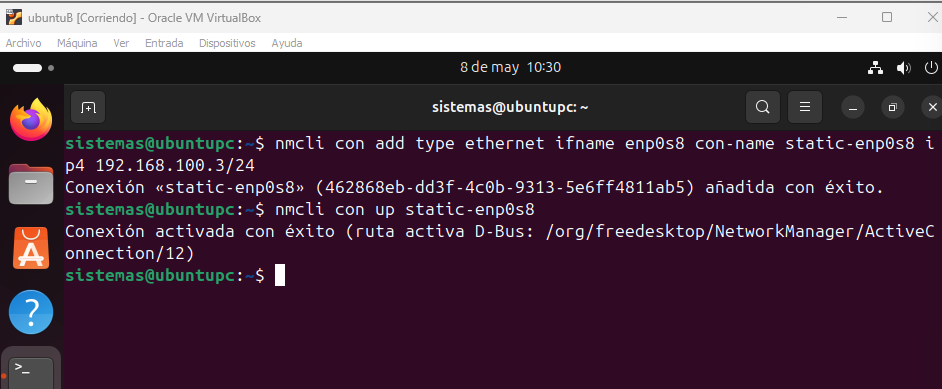 ubuntuB [Corriendo] - Oracle VM VirtualBox
Archivo Máquina Ver Entrada Dispositivos Ayuda
8 de may 10:30
sistemas@ubuntupc: ~
sistemas@ubuntupc:~$ nmcli con add type ethernet ifname enp0s8 con-name static-enp0s8 i
p4 192.168.100.3/24
Conexión «static-enp0s8» (462868eb-dd3f-4c0b-9313-5e6ff4811ab5) añadida con éxito.
sistemas@ubuntupc:~$ nmcli con up static-enp0s8
Conexión activada con éxito (ruta activa D-Bus: /org/freedesktop/NetworkManager/ActiveC
onnection/12)
sistemas@ubuntupc:~$